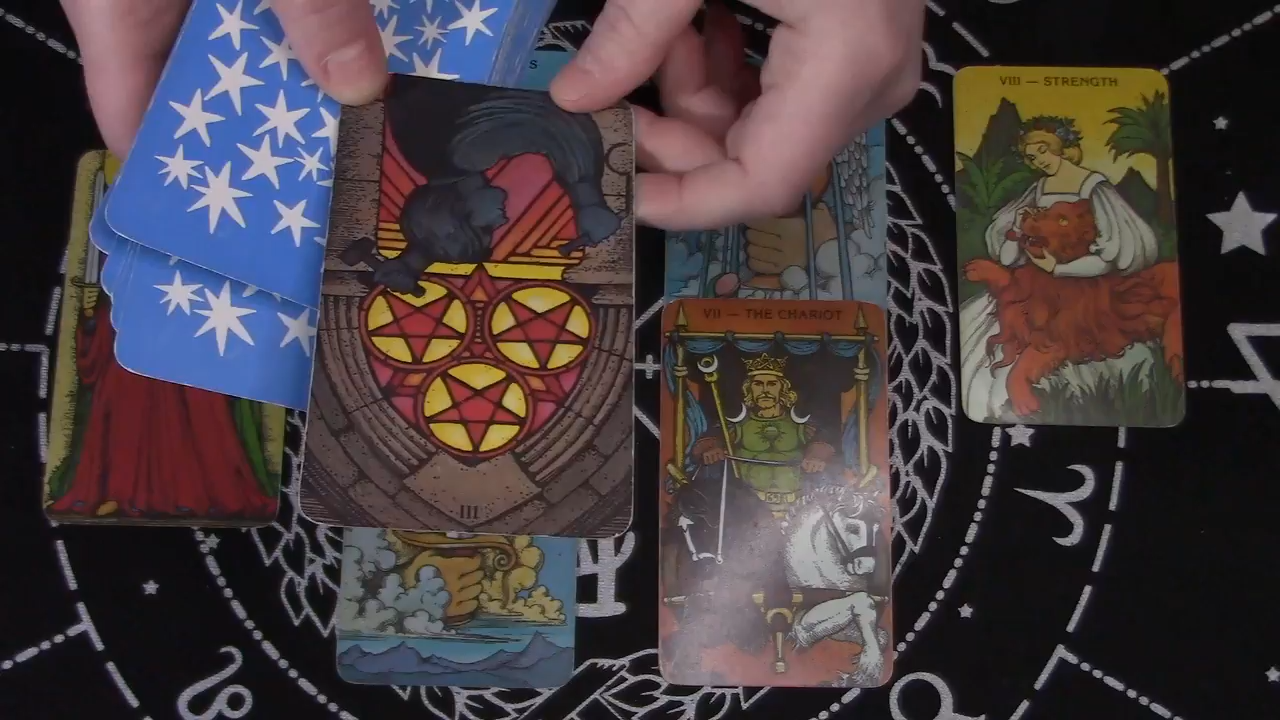 S
VIII — STRENGTH
VII — THE CHARIOT
III